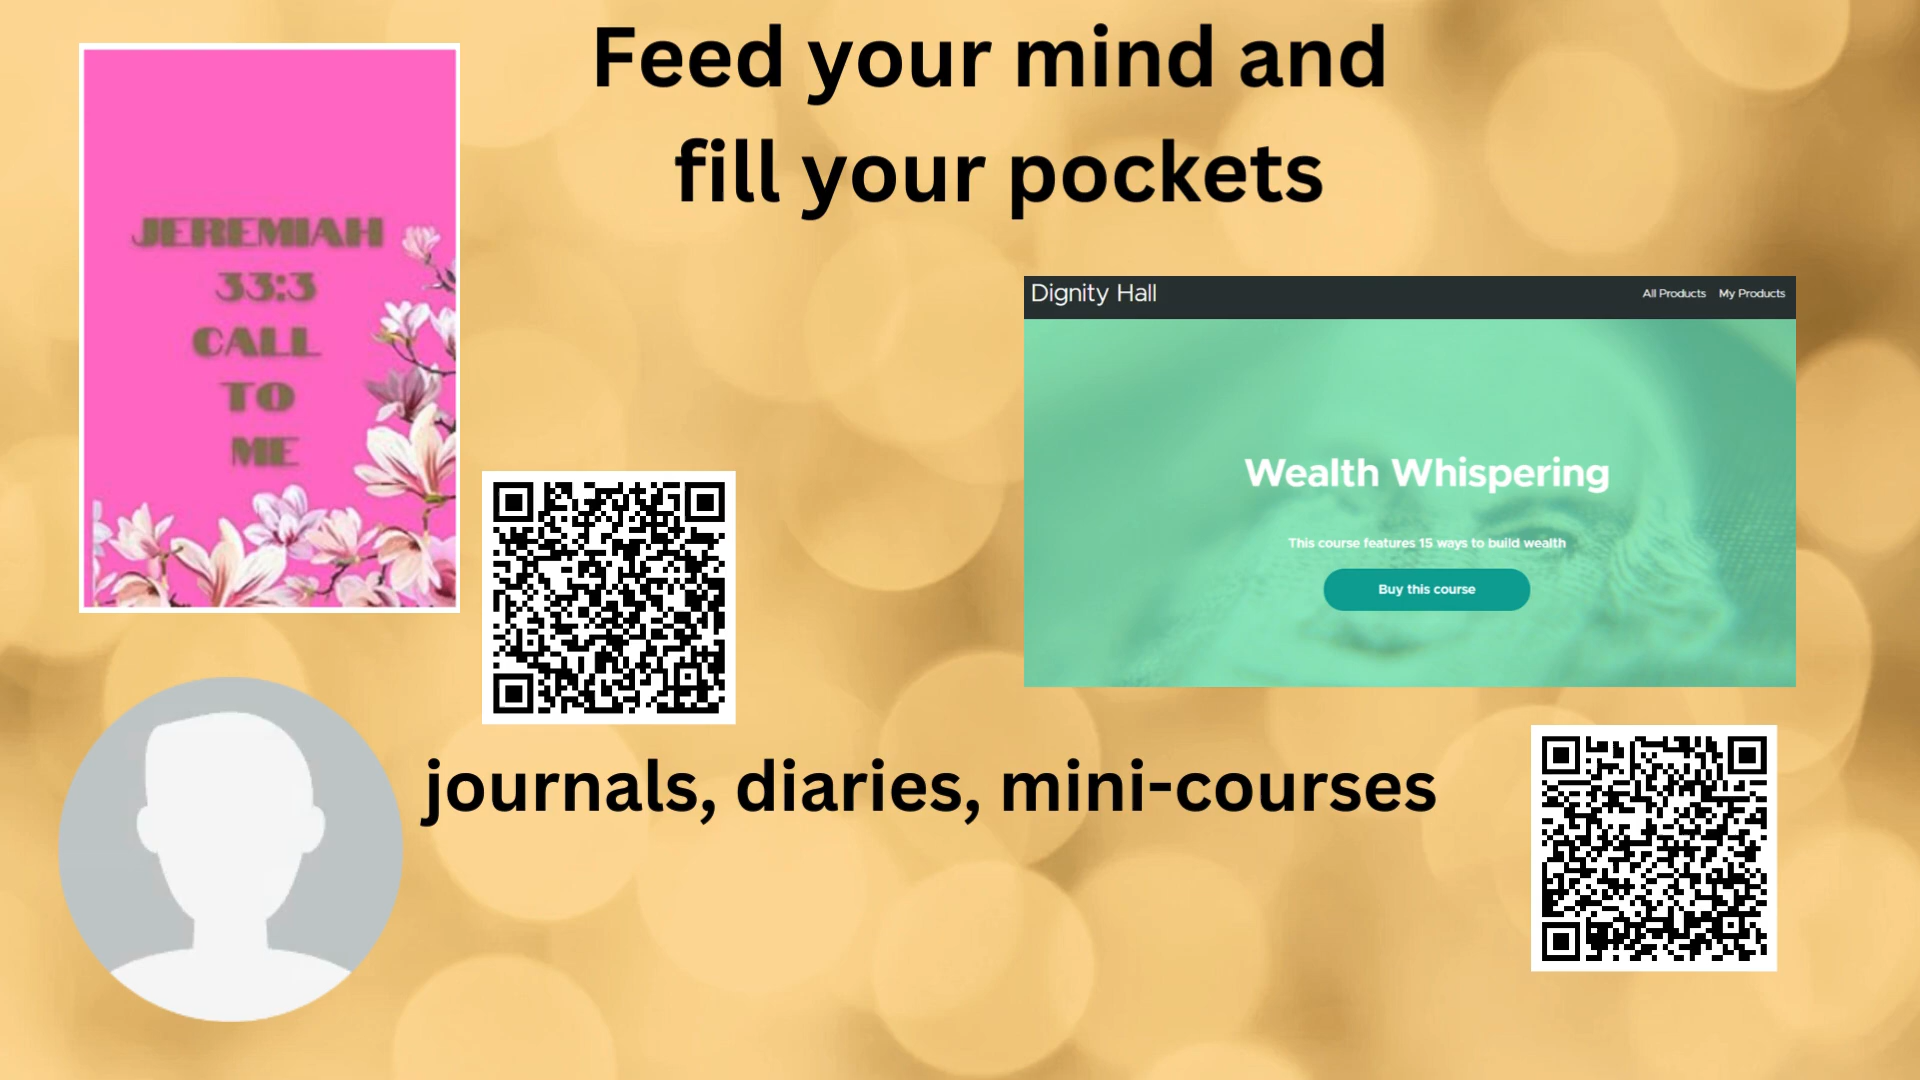 Feed your mind and
fill your pockets
JEREMIAH
33:3
CALL
TO
ME
Dignity Hall
All Products My Products
Wealth Whispering
This course features 15 ways to build wealth
Buy this course
journals, diaries, mini-courses